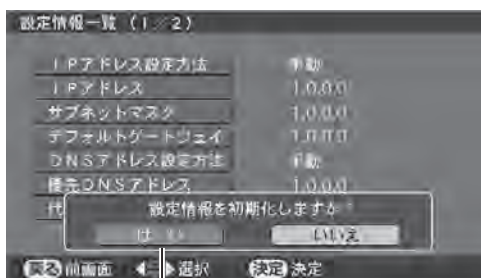 設定情報一覧（1／2）
IPアドレス設定方法 手動
IPアドレス 1.0.0.0
サブネットマスク 1.0.0.0
デフォルトゲートウェイ 1.0.0.0
DNSアドレス設定方法 手動
優先DNSアドレス 1.0.0.0
代
設定情報を初期化しますか？
はい いいえ
戻る 前画面 選択 決定 決定